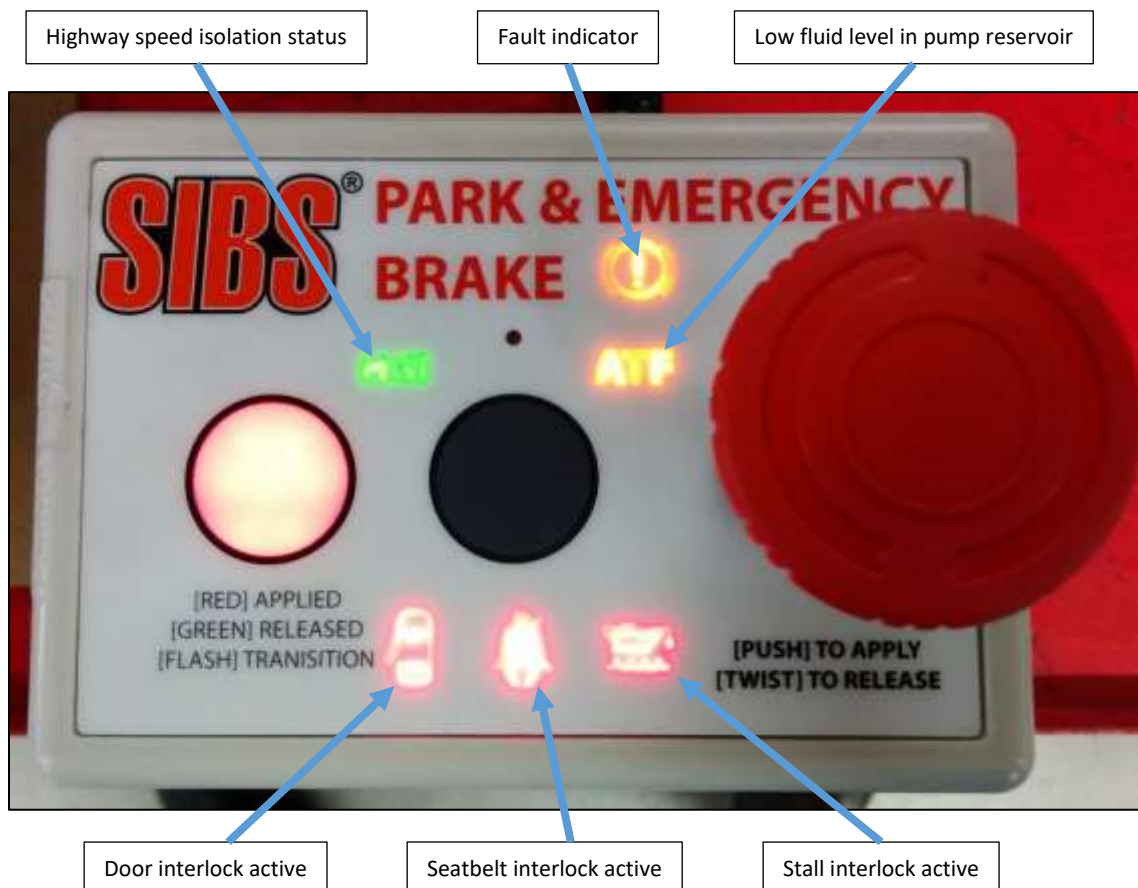 Highway speed isolation status
Fault indicator
Low fluid level in pump reservoir
SIBS® PARK & EMERGENCY
BRAKE
ATF
[RED] APPLIED
[GREEN] RELEASED
[FLASH] TRANISITION
[PUSH] TO APPLY
[TWIST] TO RELEASE
Door interlock active
Seatbelt interlock active
Stall interlock active